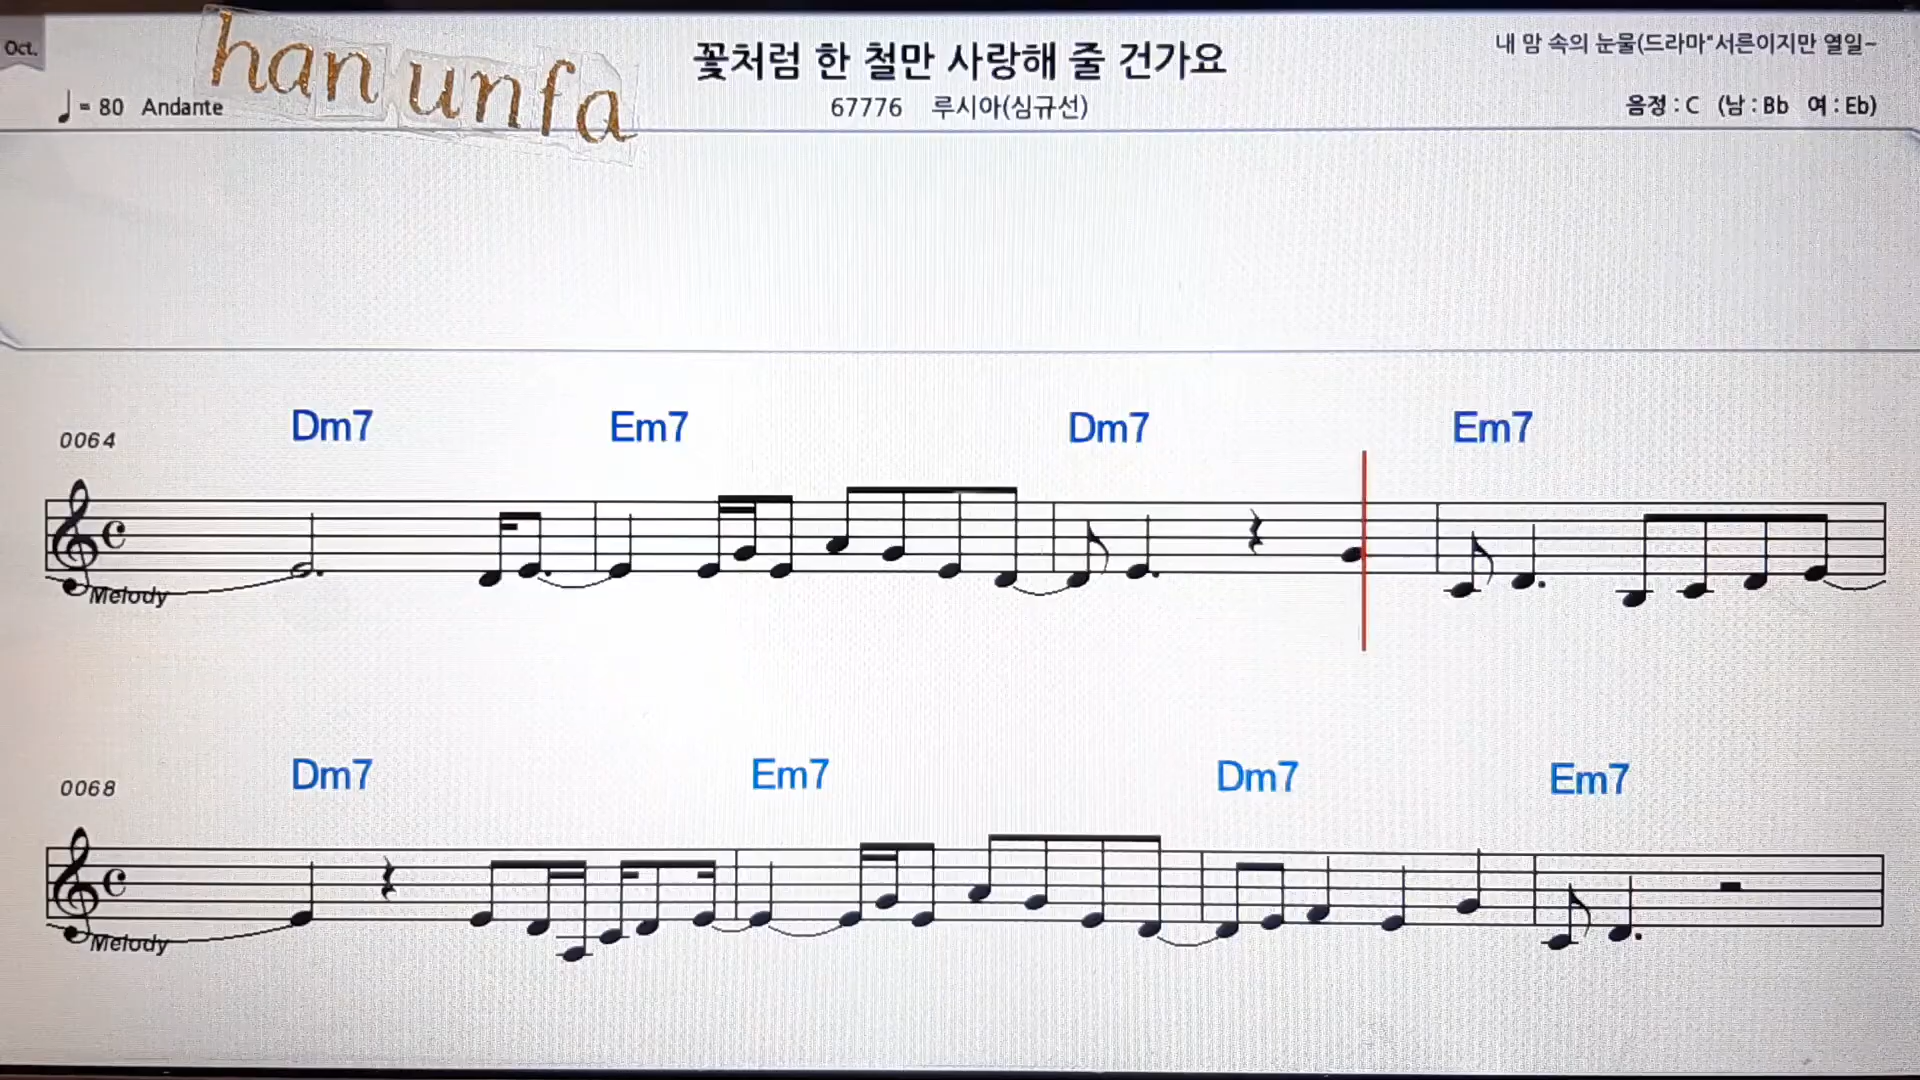 Oct.
han unfa
꽃처럼 한 철만 사랑해 줄 건가요
내 맘 속의 눈물(드라마"서른이지만 열일~
= 80 Andante
67776 루시아(심규선)
음정 : C (남 : Bb 여 : Eb)
Dm7 Em7 Dm7 Em7
0064
Melody
Dm7 Em7 Dm7 Em7
0068
Melody